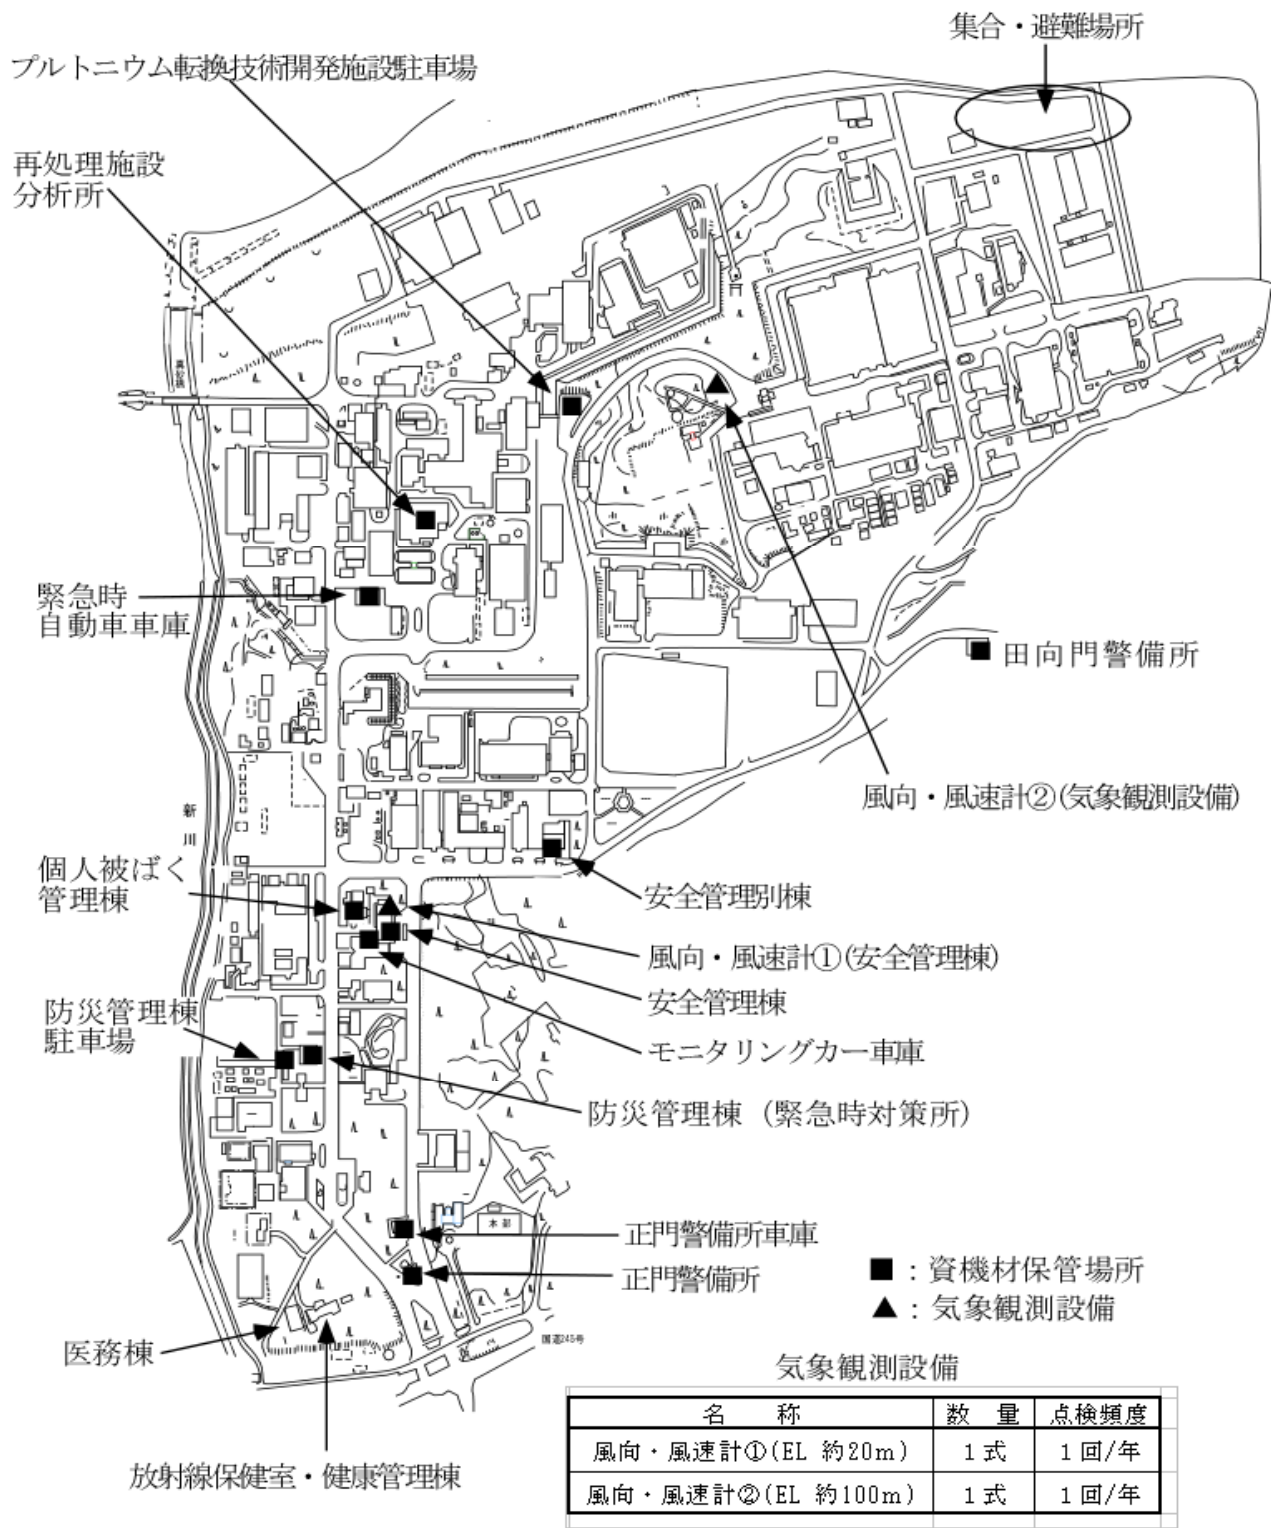 集合・避難場所
プルトニウム転換技術開発施設駐車場
再処理施設
分析所
緊急時
自動車車庫
田向門警備所
風向・風速計②(気象観測設備)
新川
個人被ばく
管理棟
安全管理別棟
風向・風速計①(安全管理棟)
安全管理棟
防災管理棟
駐車場
モニタリングカー車庫
防災管理棟（緊急時対策所）
本部
正門警備所車庫
正門警備所
■：資機材保管場所
▲：気象観測設備
国道245号
医務棟
放射線保健室・健康管理棟
気象観測設備
名称 数量 点検頻度
風向・風速計①(EL 約20m) 1式 1回/年
風向・風速計②(EL 約100m) 1式 1回/年